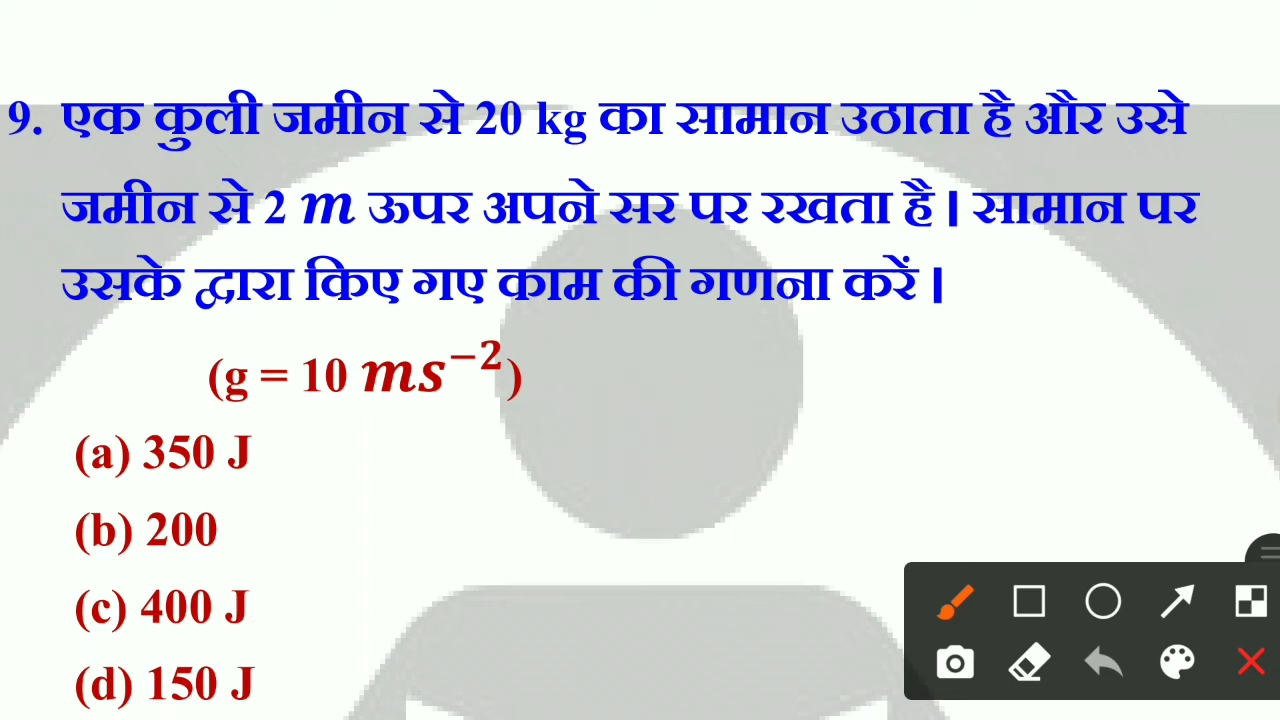 9. एक कुली जमीन से 20 kg का सामान उठाता है और उसे
जमीन से 2 m ऊपर अपने सर पर रखता है। सामान पर
उसके द्वारा किए गए काम की गणना करें।
(g = 10 ms⁻²)
(a) 350 J
(b) 200
(c) 400 J
(d) 150 J